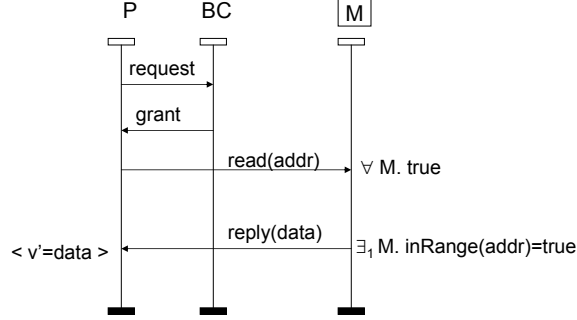 P BC M
request
grant
read(addr) ∀ M. true
< v'=data > reply(data) ∃₁ M. inRange(addr)=true